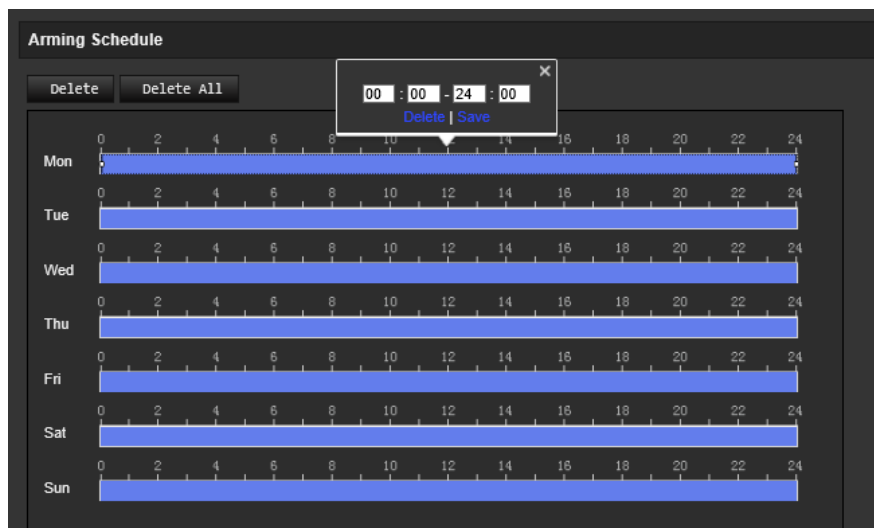 Arming Schedule
Delete Delete All
×
00 : 00 - 24 : 00
Delete | Save
0 2 4 6 8 10 12 14 16 18 20 22 24
Mon
0 2 4 6 8 10 12 14 16 18 20 22 24
Tue
0 2 4 6 8 10 12 14 16 18 20 22 24
Wed
0 2 4 6 8 10 12 14 16 18 20 22 24
Thu
0 2 4 6 8 10 12 14 16 18 20 22 24
Fri
0 2 4 6 8 10 12 14 16 18 20 22 24
Sat
0 2 4 6 8 10 12 14 16 18 20 22 24
Sun